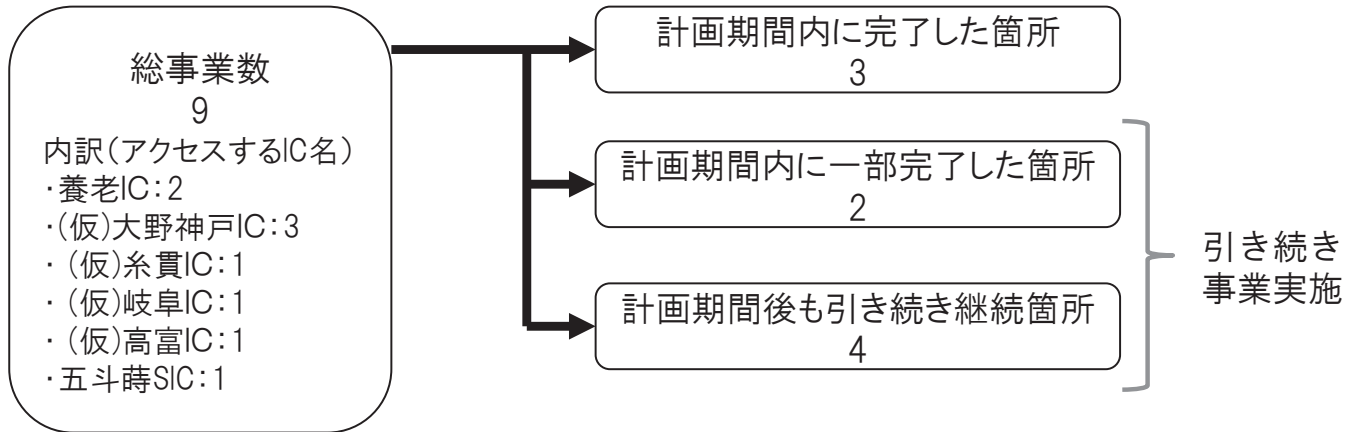 総事業数
9
内訳(アクセスするIC名)
・養老IC:2
・(仮)大野神戸IC:3
・ (仮)糸貫IC:1
・ (仮)岐阜IC:1
・ (仮)高富IC:1
・五斗蒔SIC:1
計画期間内に完了した箇所
3
計画期間内に一部完了した箇所
2
計画期間後も引き続き継続箇所
4
引き続き
事業実施